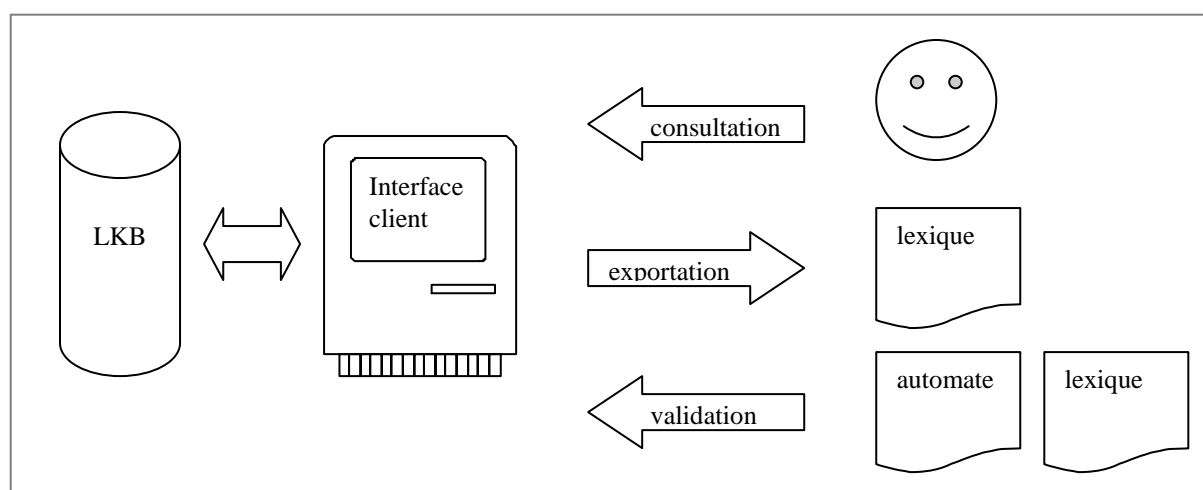 LKB
Interface
client
consultation
exportation
validation
lexique
automate
lexique